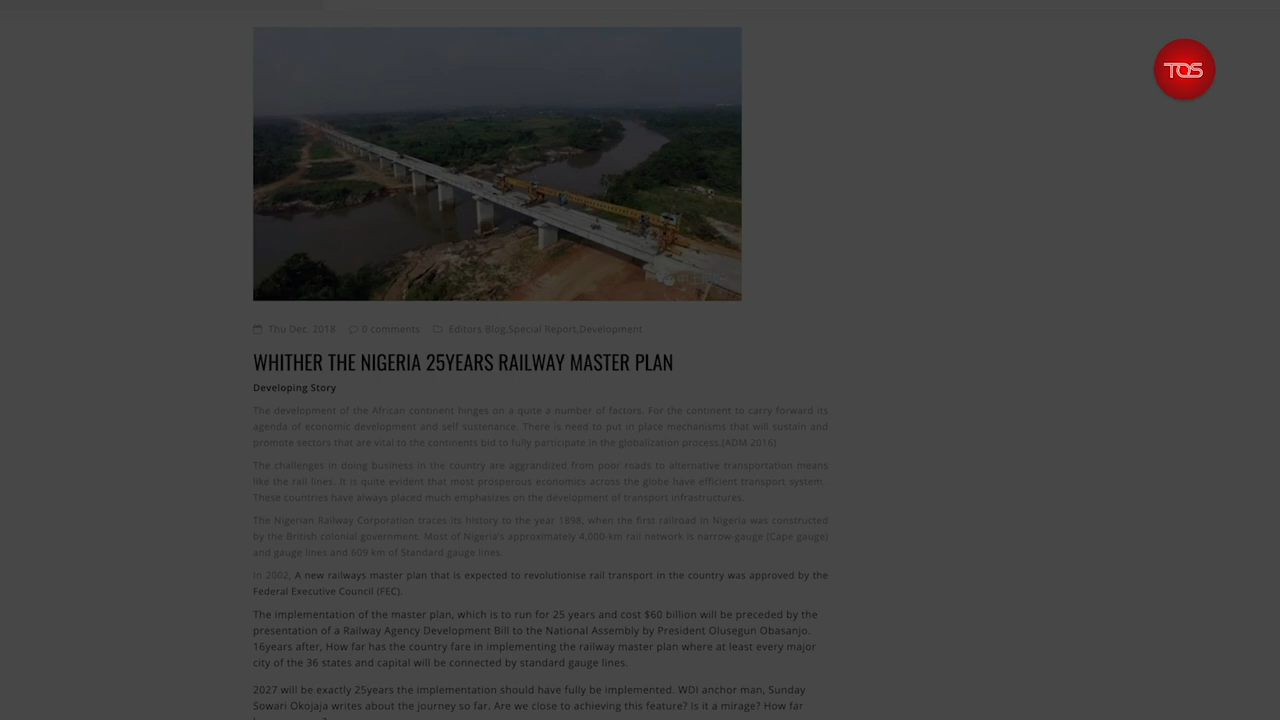 TOS
Thu Dec. 2018 0 comments Editors Blog,Special Report,Development
WHITHER THE NIGERIA 25YEARS RAILWAY MASTER PLAN
Developing Story
The development of the African continent hinges on a quite a number of factors. For the continent to carry forward its
agenda of economic development and self sustenance. There is need to put in place mechanisms that will sustain and
promote sectors that are vital to the continents bid to fully participate in the globalization process.(ADM 2016)
The challenges in doing business in the country are aggrandized from poor roads to alternative transportation means
like the rail lines. It is quite evident that most prosperous economics across the globe have efficient transport system.
These countries have always placed much emphasizes on the development of transport infrastructures.
The Nigerian Railway Corporation traces its history to the year 1898, when the first railroad in Nigeria was constructed
by the British colonial government. Most of Nigeria's approximately 4,000-km rail network is narrow-gauge (Cape gauge)
and gauge lines and 609 km of Standard gauge lines.
In 2002, A new railways master plan that is expected to revolutionise rail transport in the country was approved by the
Federal Executive Council (FEC).
The implementation of the master plan, which is to run for 25 years and cost $60 billion will be preceded by the
presentation of a Railway Agency Development Bill to the National Assembly by President Olusegun Obasanjo.
16years after, How far has the country fare in implementing the railway master plan where at least every major
city of the 36 states and capital will be connected by standard gauge lines.
2027 will be exactly 25years the implementation should have fully be implemented. WDI anchor man, Sunday
Sowari Okojaja writes about the journey so far. Are we close to achieving this feature? Is it a mirage? How far